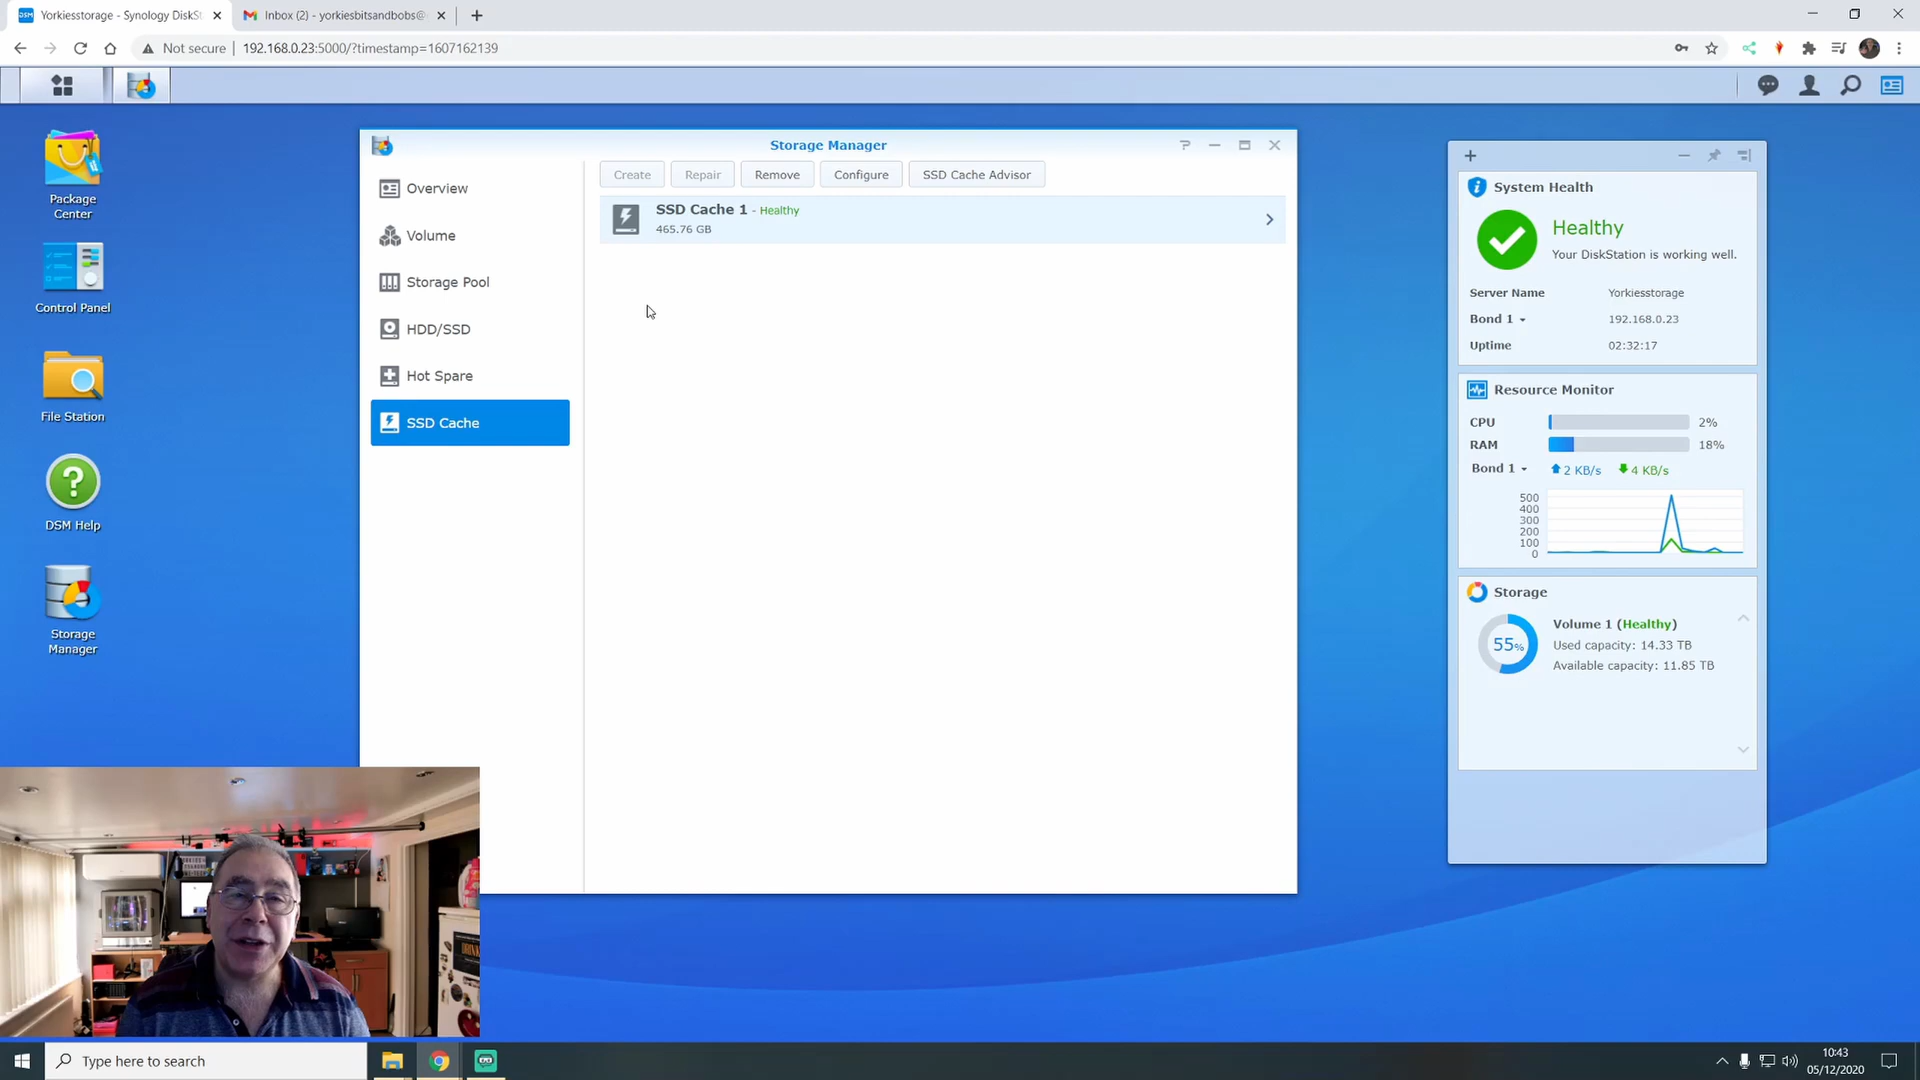 Yorkiesstorage - Synology DiskSt
Inbox (2) - yorkiesbitsandbobs@
Not secure
192.168.0.23:5000/?timestamp=1607162139
Package
Center
Control Panel
File Station
DSM Help
Storage
Manager
Storage Manager
Overview
Volume
Storage Pool
HDD/SSD
Hot Spare
SSD Cache
Create
Repair
Remove
Configure
SSD Cache Advisor
SSD Cache 1 - Healthy
465.76 GB
System Health
Healthy
Your DiskStation is working well.
Server Name Yorkiesstorage
Bond 1 192.168.0.23
Uptime 02:32:17
Resource Monitor
CPU 2%
RAM 18%
Bond 1 2 KB/s 4 KB/s
500
400
300
200
100
0
Storage
55%
Volume 1 (Healthy)
Used capacity: 14.33 TB
Available capacity: 11.85 TB
Type here to search
10:43
05/12/2020